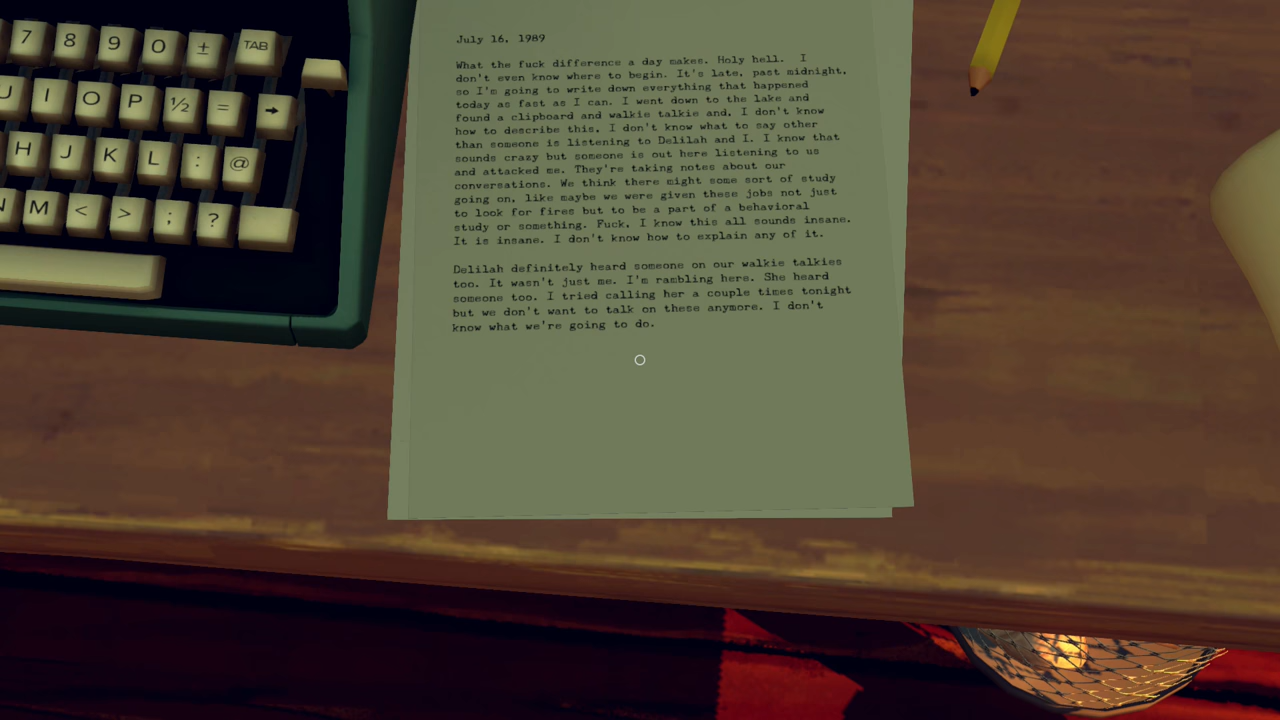 7 8 9 0 ± TAB
U I O P ½ = →
H J K L : @
N M < > ; ?
July 16, 1989
What the fuck difference a day makes. Holy hell. I
don't even know where to begin. It's late, past midnight,
so I'm going to write down everything that happened
today as fast as I can. I went down to the lake and
found a clipboard and walkie talkie and, I don't know
how to describe this, I don't know what to say other
than someone is listening to Delilah and I. I know that
sounds crazy but someone is out here listening to us
and attacked me. They're taking notes about our
conversations. We think there might some sort of study
going on, like maybe we were given these jobs not just
to look for fires but to be a part of a behavioral
study or something. Fuck, I know this all sounds insane.
It is insane. I don't know how to explain any of it.
Delilah definitely heard someone on our walkie talkies
too. It wasn't just me. I'm rambling here. She heard
someone too. I tried calling her a couple times tonight
but we don't want to talk on these anymore. I don't
know what we're going to do.